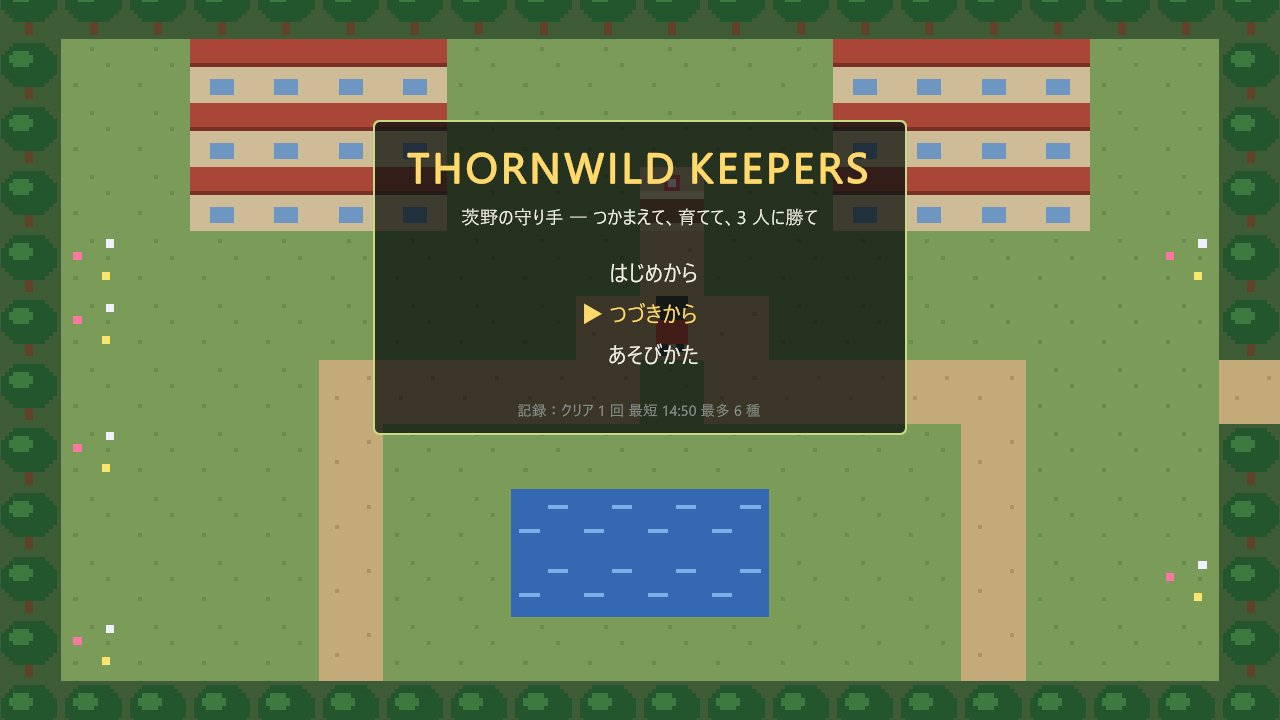 THORNWILD KEEPERS
茨野の守り手 — つかまえて、育てて、3 人に勝て
はじめから
▶ つづきから
あそびかた
記録：クリア 1 回 最短 14:50 最多 6 種